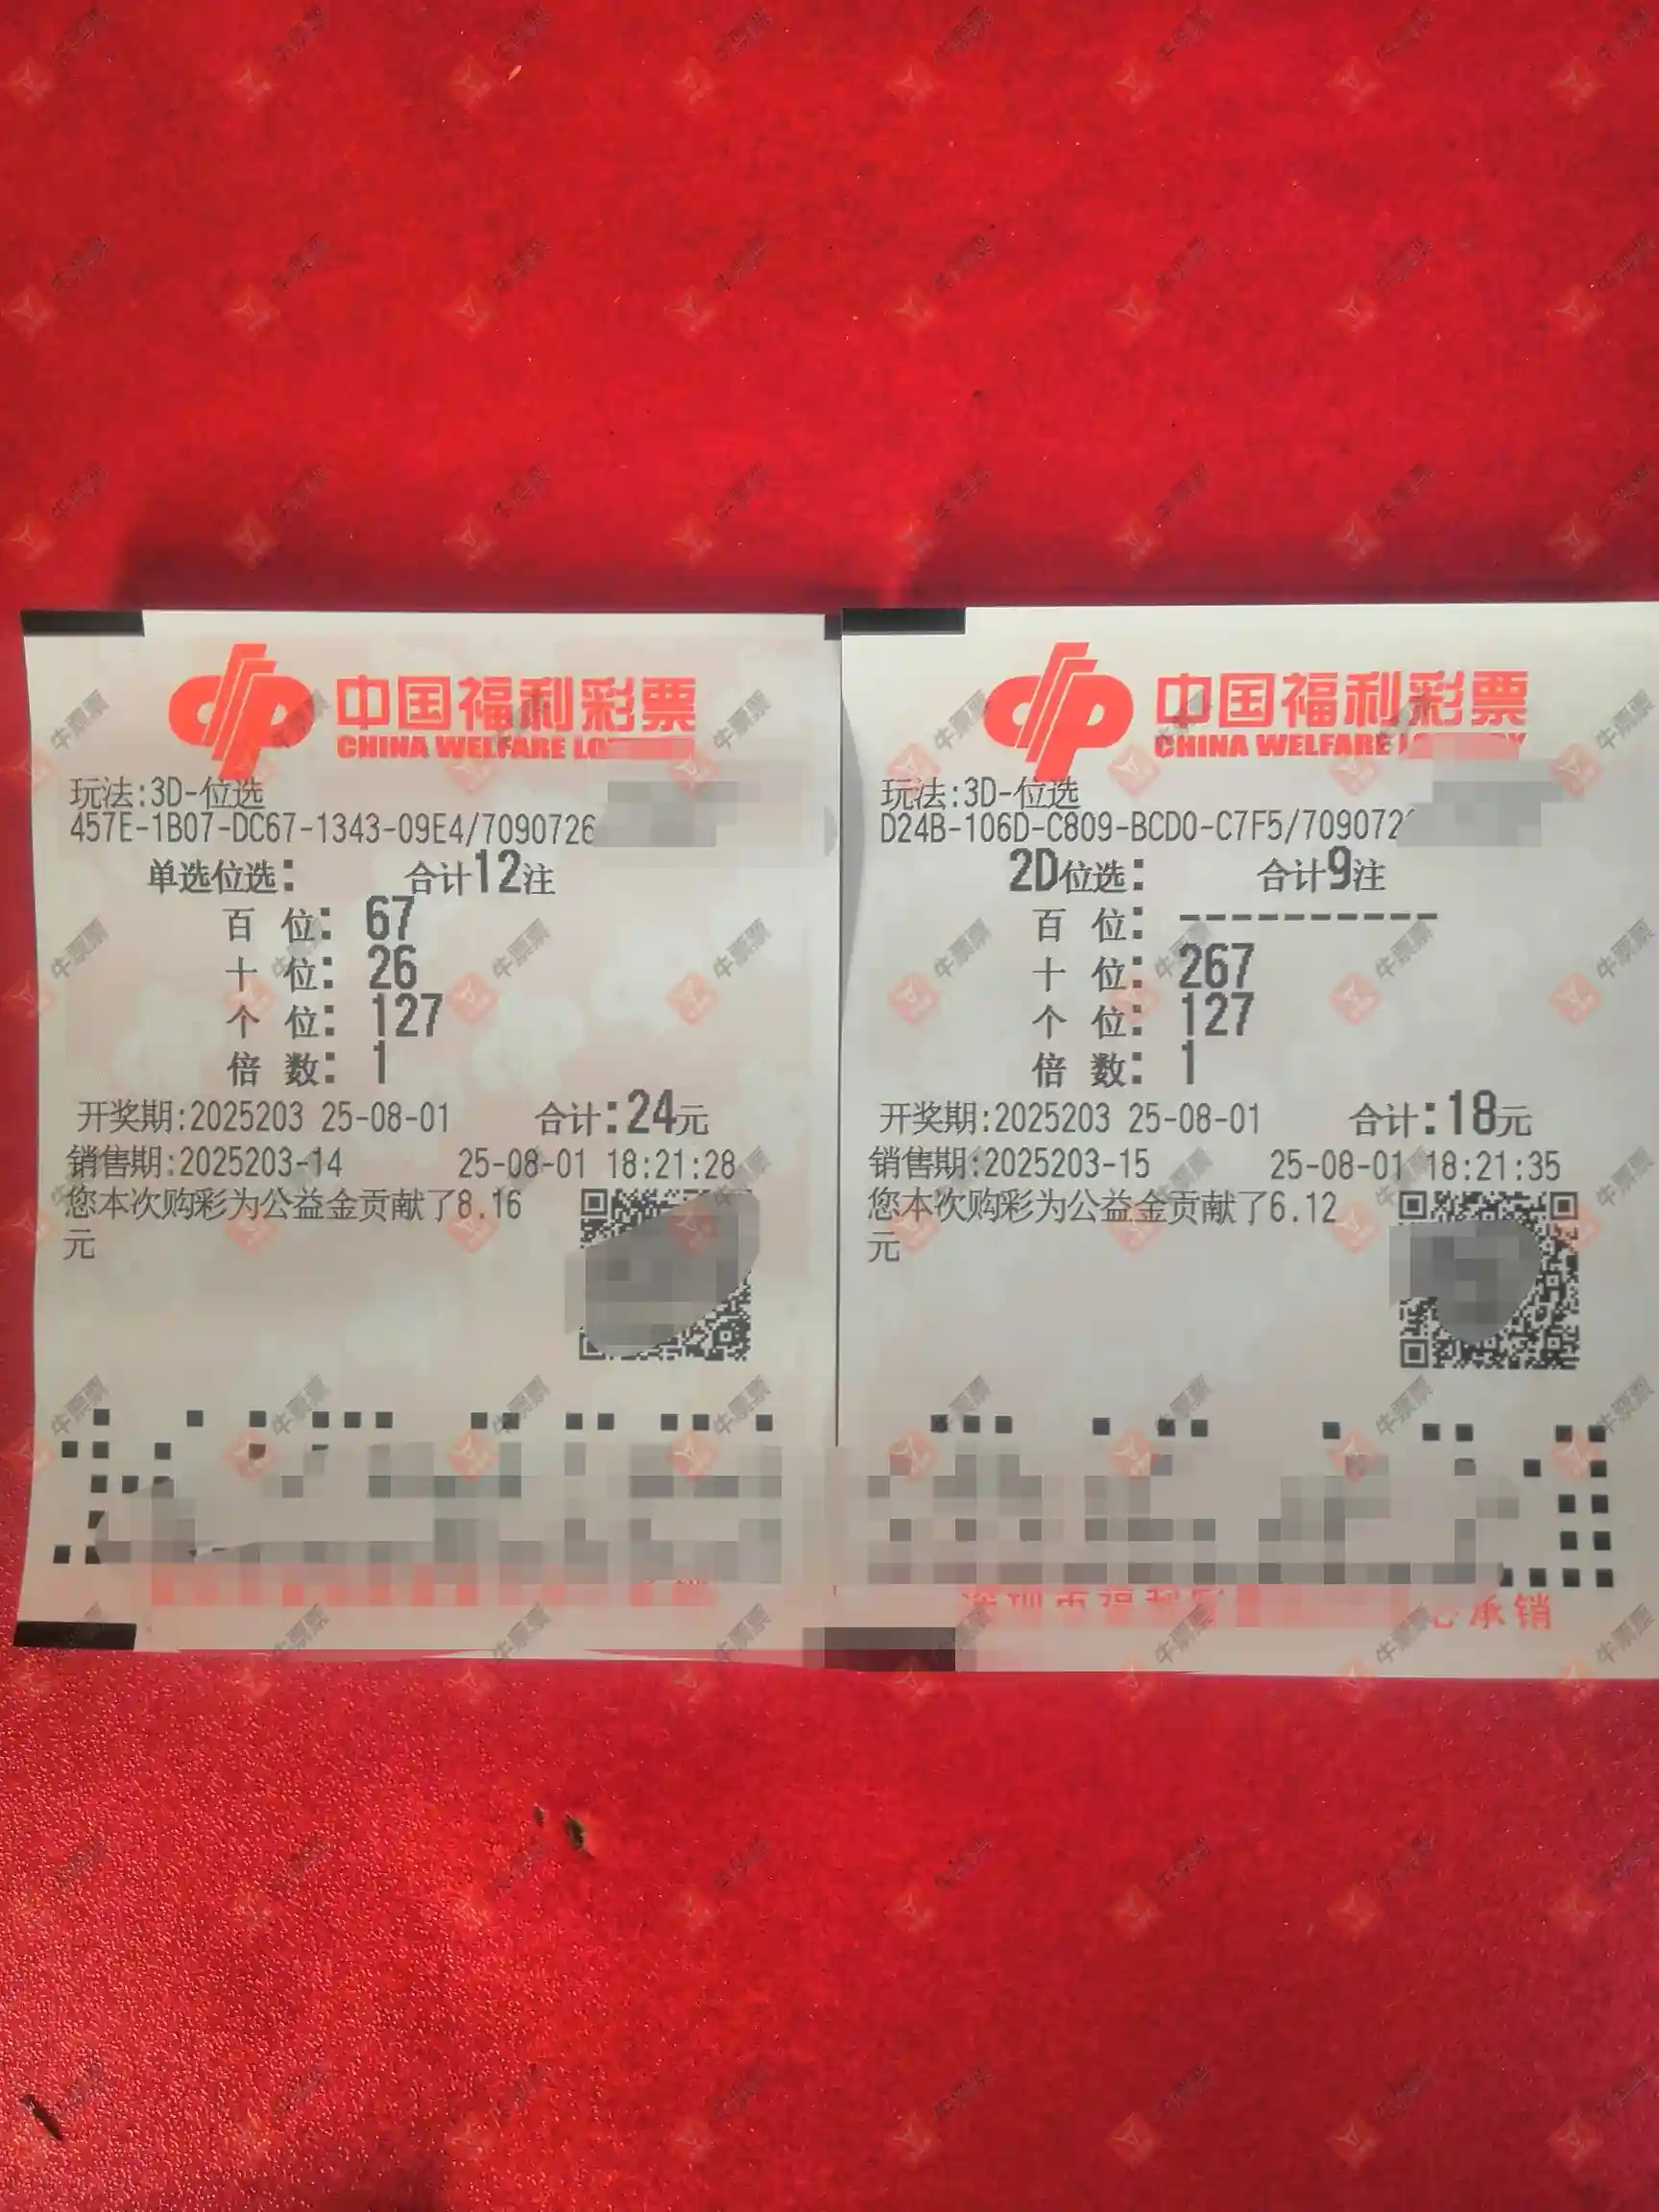 中国福利彩票
CHINA WELFARE
玩法:3D-位选
457E-1B07-DC67-1343-09E4/7090726
单选位选: 合计12注
百 位: 67
十 位: 26
个 位: 127
倍 数: 1
开奖期:2025203 25-08-01 合计:24元
销售期:2025203-14 25-08-01 18:21:28
您本次购彩为公益金贡献了8.16
元
中国福利彩票
CHINA WELFARE
玩法:3D-位选
D24B-106D-C809-BCD0-C7F5/709072
2D位选: 合计9注
百 位: ----------
十 位: 267
个 位: 127
倍 数: 1
开奖期:2025203 25-08-01 合计:18元
销售期:2025203-15 25-08-01 18:21:35
您本次购彩为公益金贡献了6.12
元
承销
牛票票